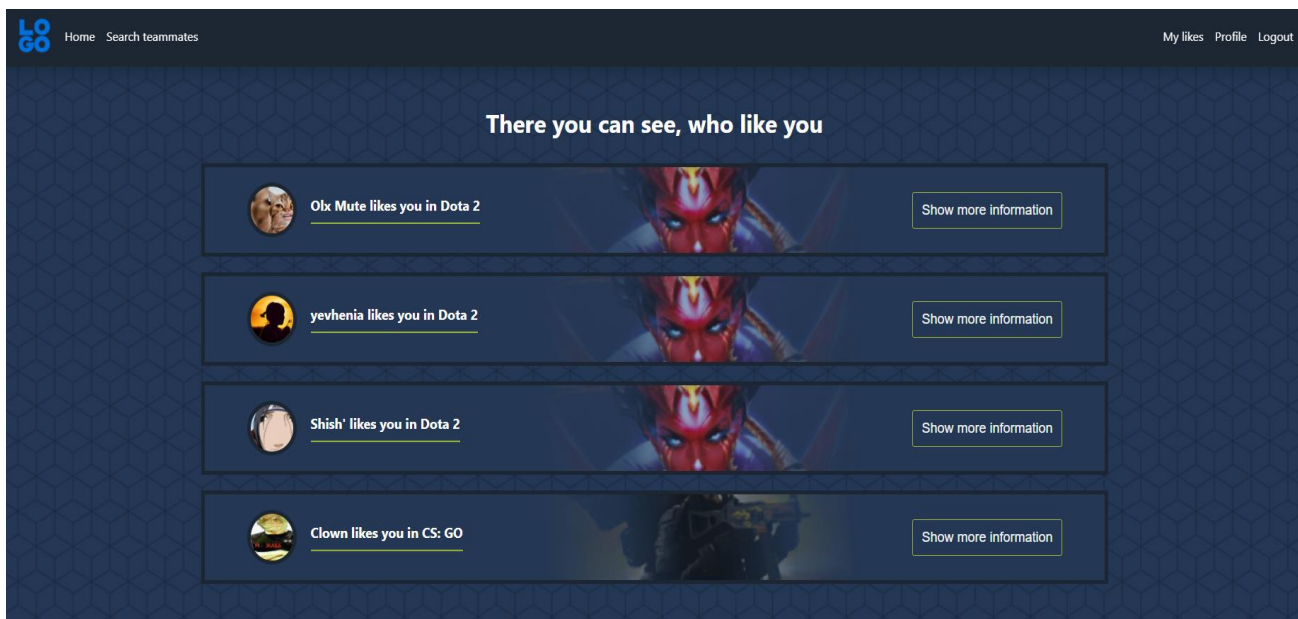 LO
GO
Home Search teammates
My likes Profile Logout
There you can see, who like you
Olx Mute likes you in Dota 2
Show more information
yevhenia likes you in Dota 2
Show more information
Shish' likes you in Dota 2
Show more information
Clown likes you in CS: GO
Show more information